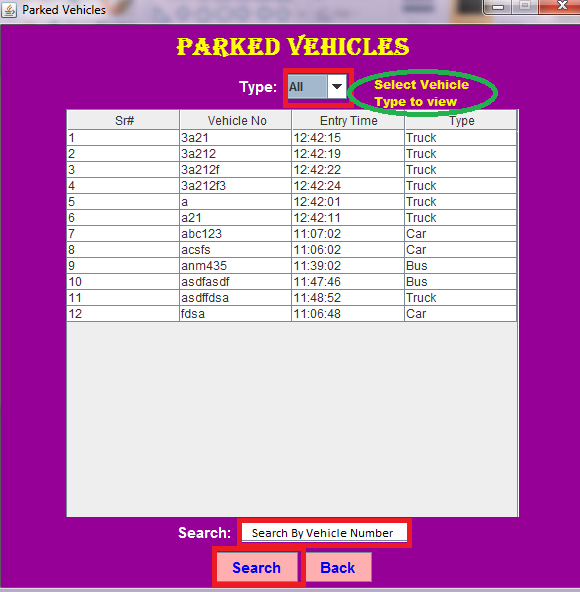 Parked Vehicles
PARKED VEHICLES
Type: All Select Vehicle
Type to view
Sr# Vehicle No Entry Time Type
1 3a21 12:42:15 Truck
2 3a212 12:42:19 Truck
3 3a212f 12:42:22 Truck
4 3a212f3 12:42:24 Truck
5 a 12:42:01 Truck
6 a21 12:42:11 Truck
7 abc123 11:07:02 Car
8 acsfs 11:06:02 Car
9 anm435 11:39:02 Bus
10 asdfasdf 11:47:46 Bus
11 asdffdsa 11:48:52 Truck
12 fdsa 11:06:48 Car
Search: Search By Vehicle Number
Search Back